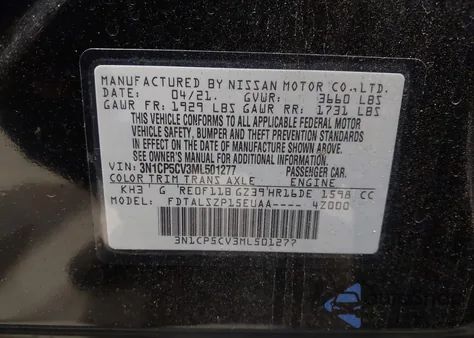 MANUFACTURED BY NISSAN MOTOR CO.,LTD.
DATE: 04/21. GVWR: 3660 LBS
GAWR FR: 1929 LBS GAWR RR: 1731 LBS
THIS VEHICLE CONFORMS TO ALL APPLICABLE FEDERAL MOTOR
VEHICLE SAFETY, BUMPER AND THEFT PREVENTION STANDARDS
IN EFFECT ON THE DATE OF MANUFACTURE SHOWN ABOVE.
SEE OWNER'S MANUAL FOR ADDITIONAL INFORMATION.
VIN: 3N1CP5CV3ML501277 PASSENGER CAR
COLOR TRIM TRANS AXLE ENGINE
KH3 G RE0F11B GZ39 HR16DE 1598 CC
MODEL: FDTALSZP15EUAA---- 4Z000
3N1CP5CV3ML501277